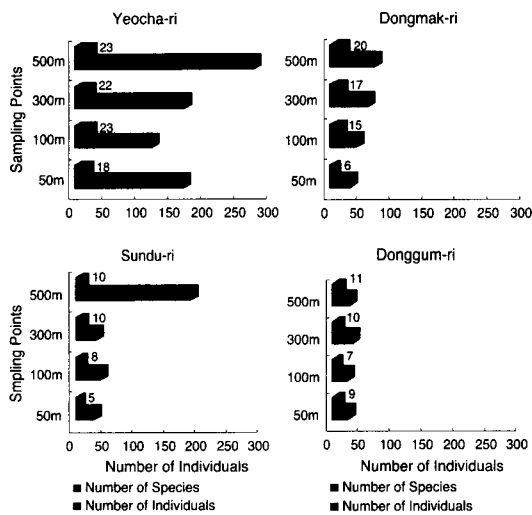 Yeocha-ri
Dongmak-ri
Sampling Points
500m
300m
100m
50m
23
22
23
18
0 50 100 150 200 250 300
500m
300m
100m
50m
20
17
15
16
0 50 100 150 200 250 300
Sundu-ri
Donggum-ri
Smpling Points
500m
300m
100m
50m
10
10
8
5
0 50 100 150 200 250 300
Number of Individuals
■ Number of Species
■ Number of Individuals
500m
300m
100m
50m
11
10
7
9
0 50 100 150 200 250 300
Number of Individuals
■ Number of Species
■ Number of Individuals